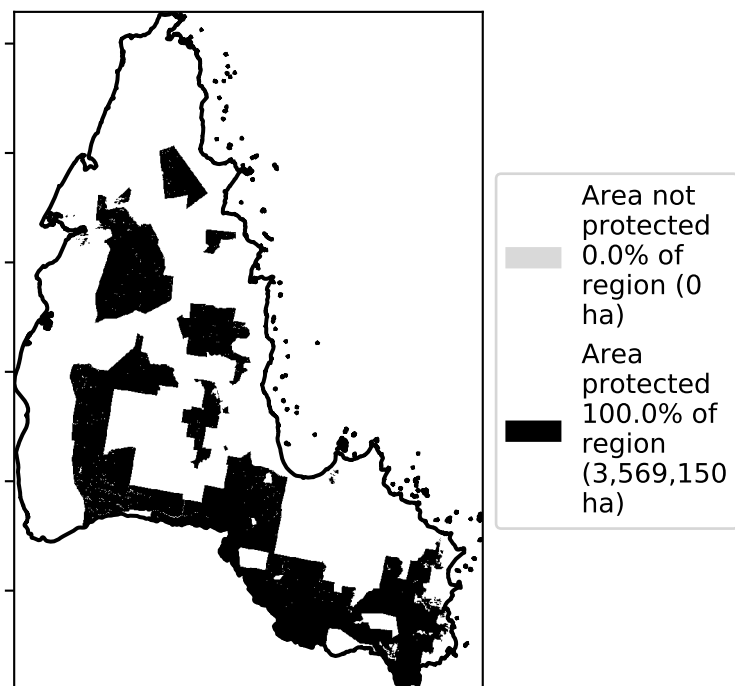 Area not
protected
0.0% of
region (0
ha)
Area
protected
100.0% of
region
(3,569,150
ha)